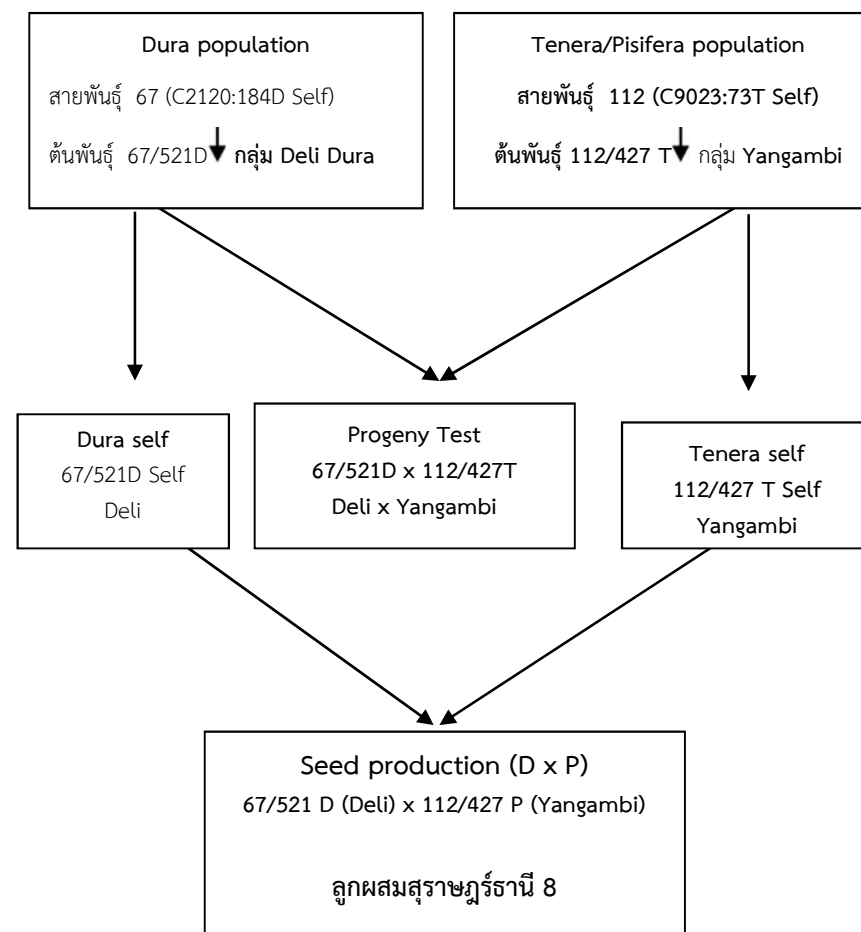 Dura population
สายพันธุ์ 67 (C2120:184D Self)
ต้นพันธุ์ 67/521D กลุ่ม Deli Dura
Tenera/Pisifera population
สายพันธุ์ 112 (C9023:73T Self)
ต้นพันธุ์ 112/427 T กลุ่ม Yangambi
Dura self
67/521D Self
Deli
Progeny Test
67/521D x 112/427T
Deli x Yangambi
Tenera self
112/427 T Self
Yangambi
Seed production (D x P)
67/521 D (Deli) x 112/427 P (Yangambi)
ลูกผสมสุราษฎร์ธานี 8